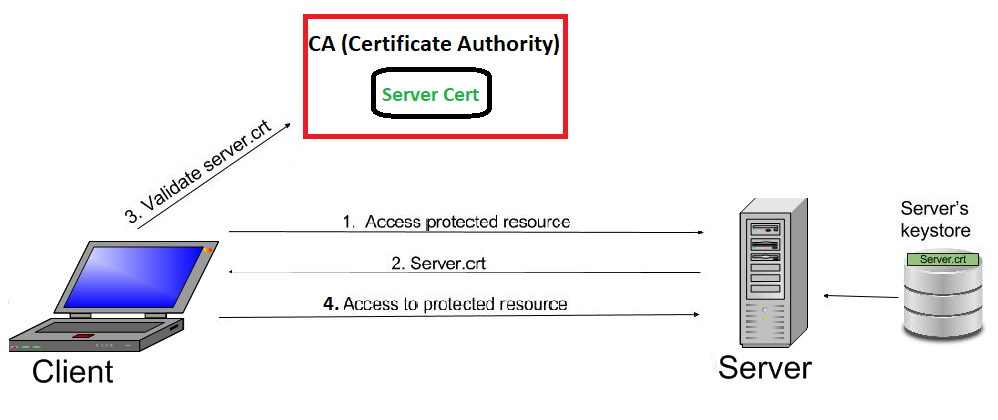 CA (Certificate Authority)
Server Cert
3. Validate server.crt
1. Access protected resource
2. Server.crt
4. Access to protected resource
Server's
keystore
Server.crt
Client
Server